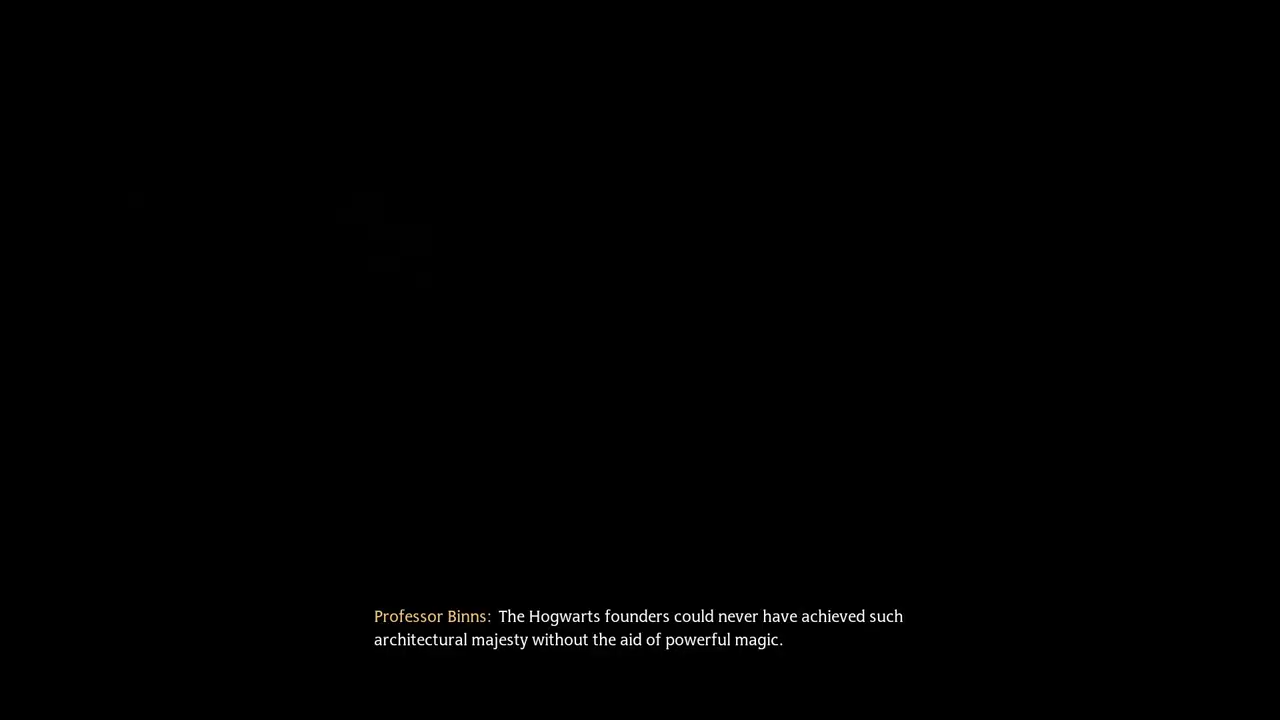 Professor Binns: The Hogwarts founders could never have achieved such
architectural majesty without the aid of powerful magic.